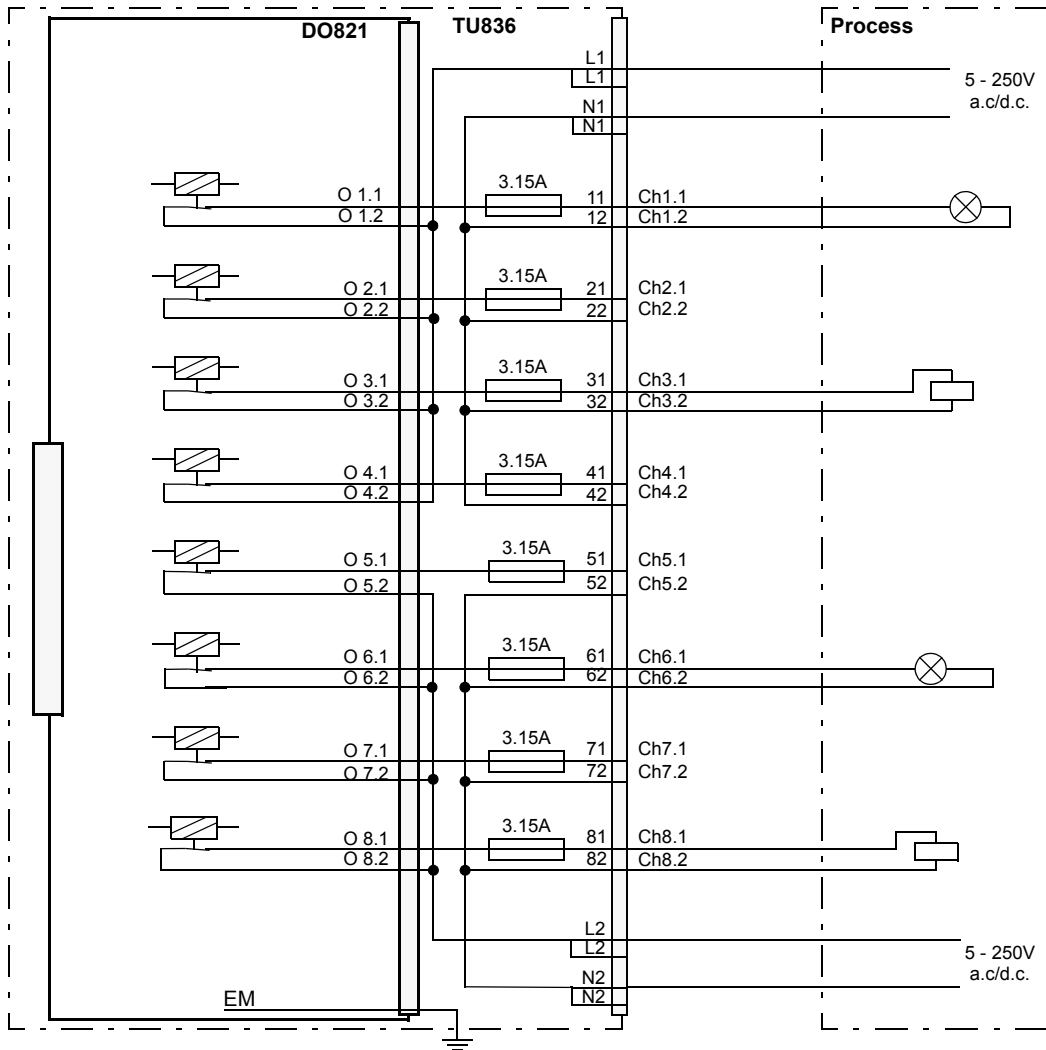 DO821
TU836
Process
L1
L1
5 - 250V
a.c/d.c.
N1
N1
3.15A
O 1.1
11
Ch1.1
O 1.2
12
Ch1.2
3.15A
O 2.1
21
Ch2.1
O 2.2
22
Ch2.2
3.15A
O 3.1
31
Ch3.1
O 3.2
32
Ch3.2
3.15A
O 4.1
41
Ch4.1
O 4.2
42
Ch4.2
3.15A
O 5.1
51
Ch5.1
O 5.2
52
Ch5.2
3.15A
O 6.1
61
Ch6.1
O 6.2
62
Ch6.2
3.15A
O 7.1
71
Ch7.1
O 7.2
72
Ch7.2
3.15A
O 8.1
81
Ch8.1
O 8.2
82
Ch8.2
L2
L2
5 - 250V
a.c/d.c.
N2
N2
EM